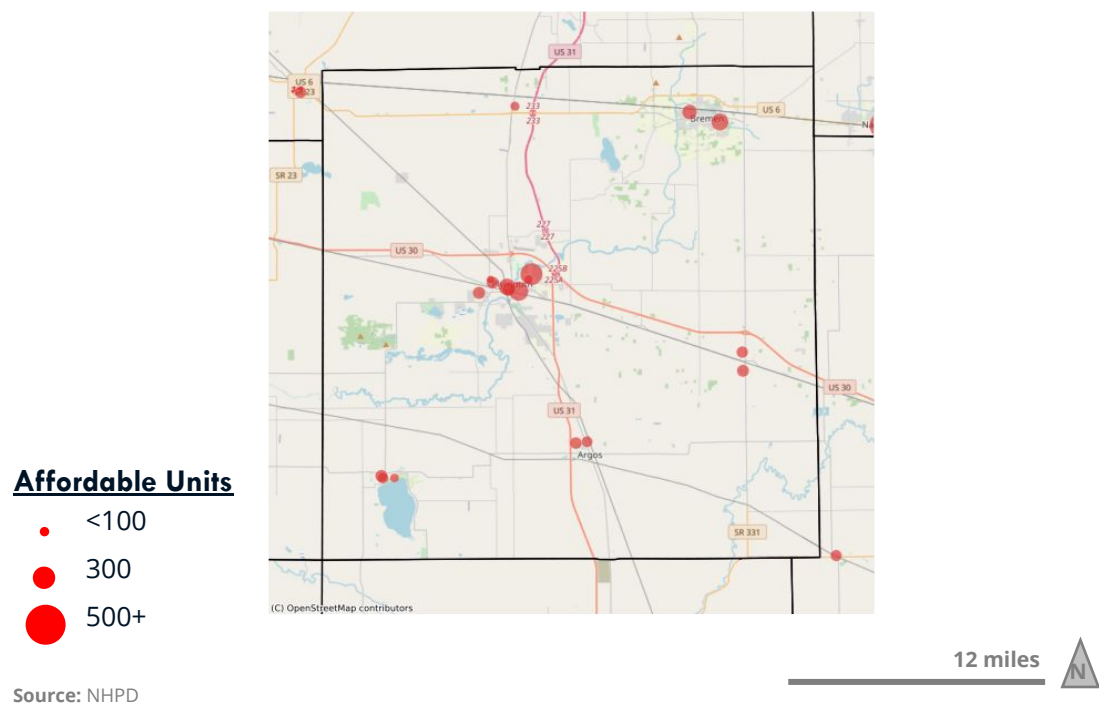 US 31
US 6
23
233
233
US 6
Bremen
N
SR 23
227
227
US 30
225B
225A
US 30
US 31
Argos
SR 331
(C) OpenStreetMap contributors
Affordable Units
<100
300
500+
12 miles
N
Source: NHPD